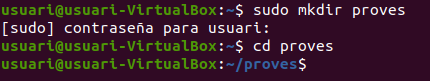 usuari@usuari-VirtualBox:~$ sudo mkdir proves
[sudo] contraseña para usuari:
usuari@usuari-VirtualBox:~$ cd proves
usuari@usuari-VirtualBox:~/proves$